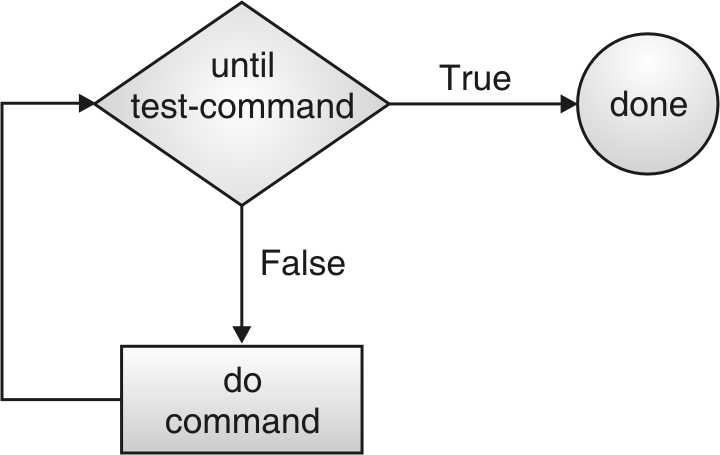 until
test-command
True
done
False
do
command